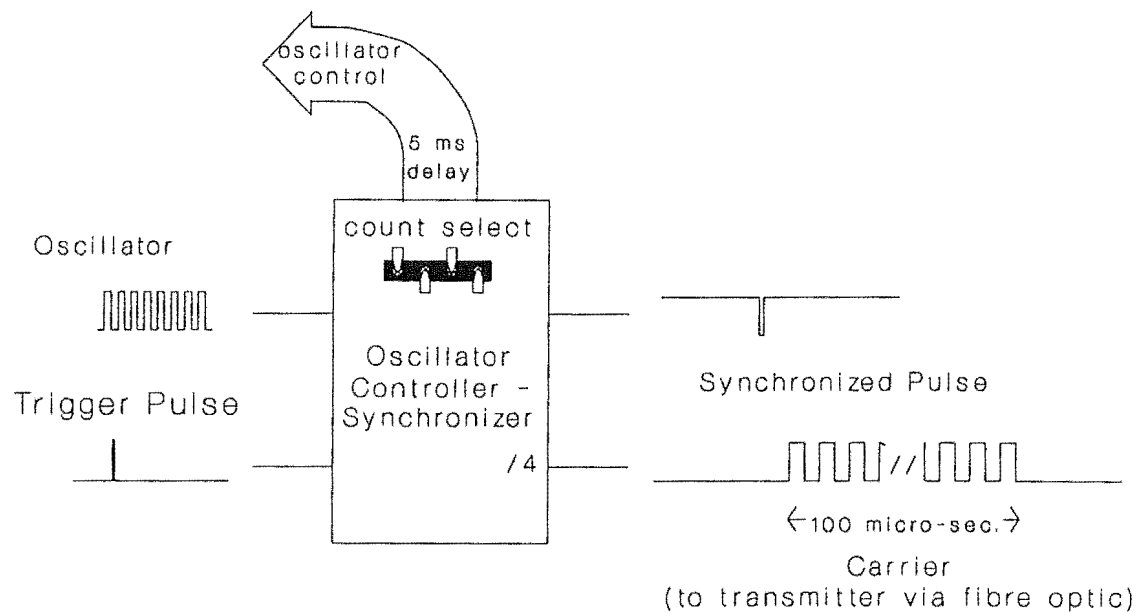 oscillator
control
5 ms
delay
count select
Oscillator
Oscillator
Controller -
Synchronizer
Trigger Pulse
/4
Synchronized Pulse
//
100 micro-sec.
Carrier
(to transmitter via fibre optic)